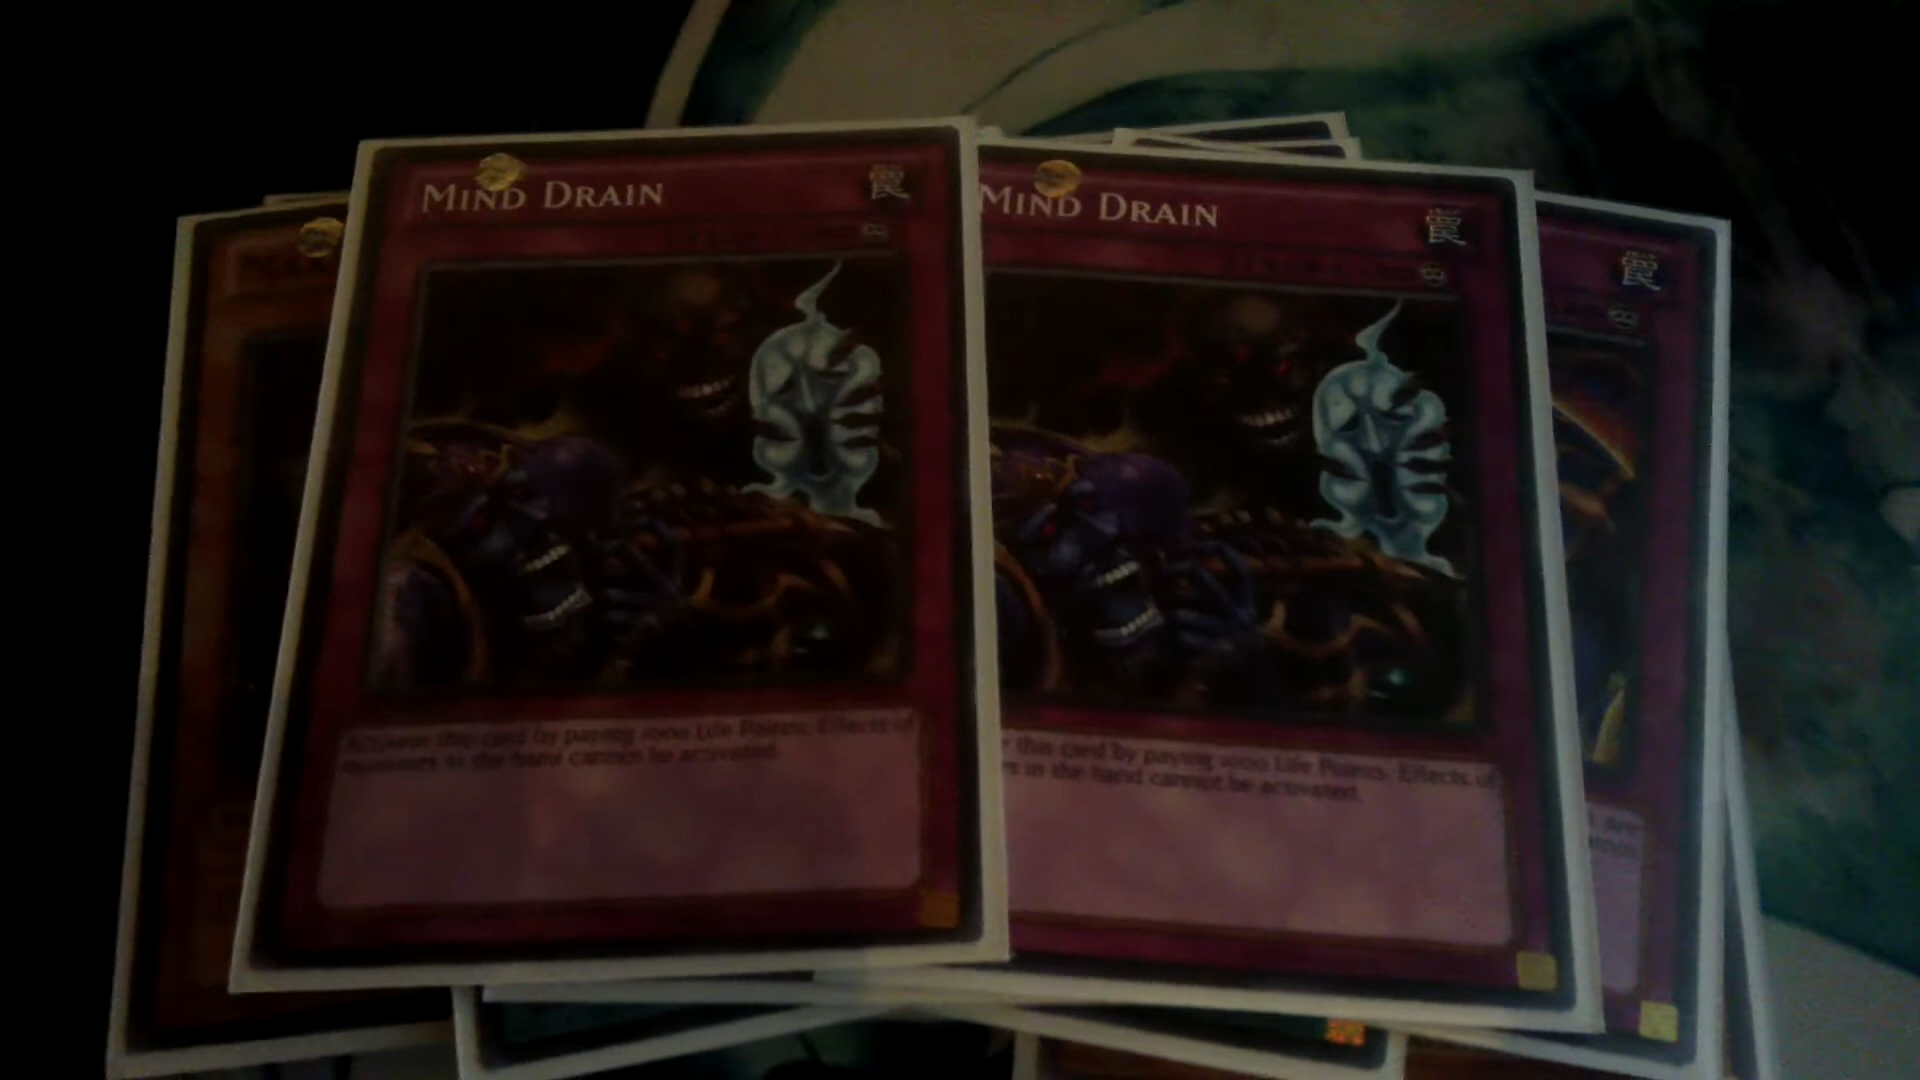 MIND DRAIN
罠
Activate this card by paying 1000 Life Points. Effects of
monsters in the hand cannot be activated.
MIND DRAIN
罠
this card by paying 1000 Life Points. Effects of
in the hand cannot be activated.
罠
are